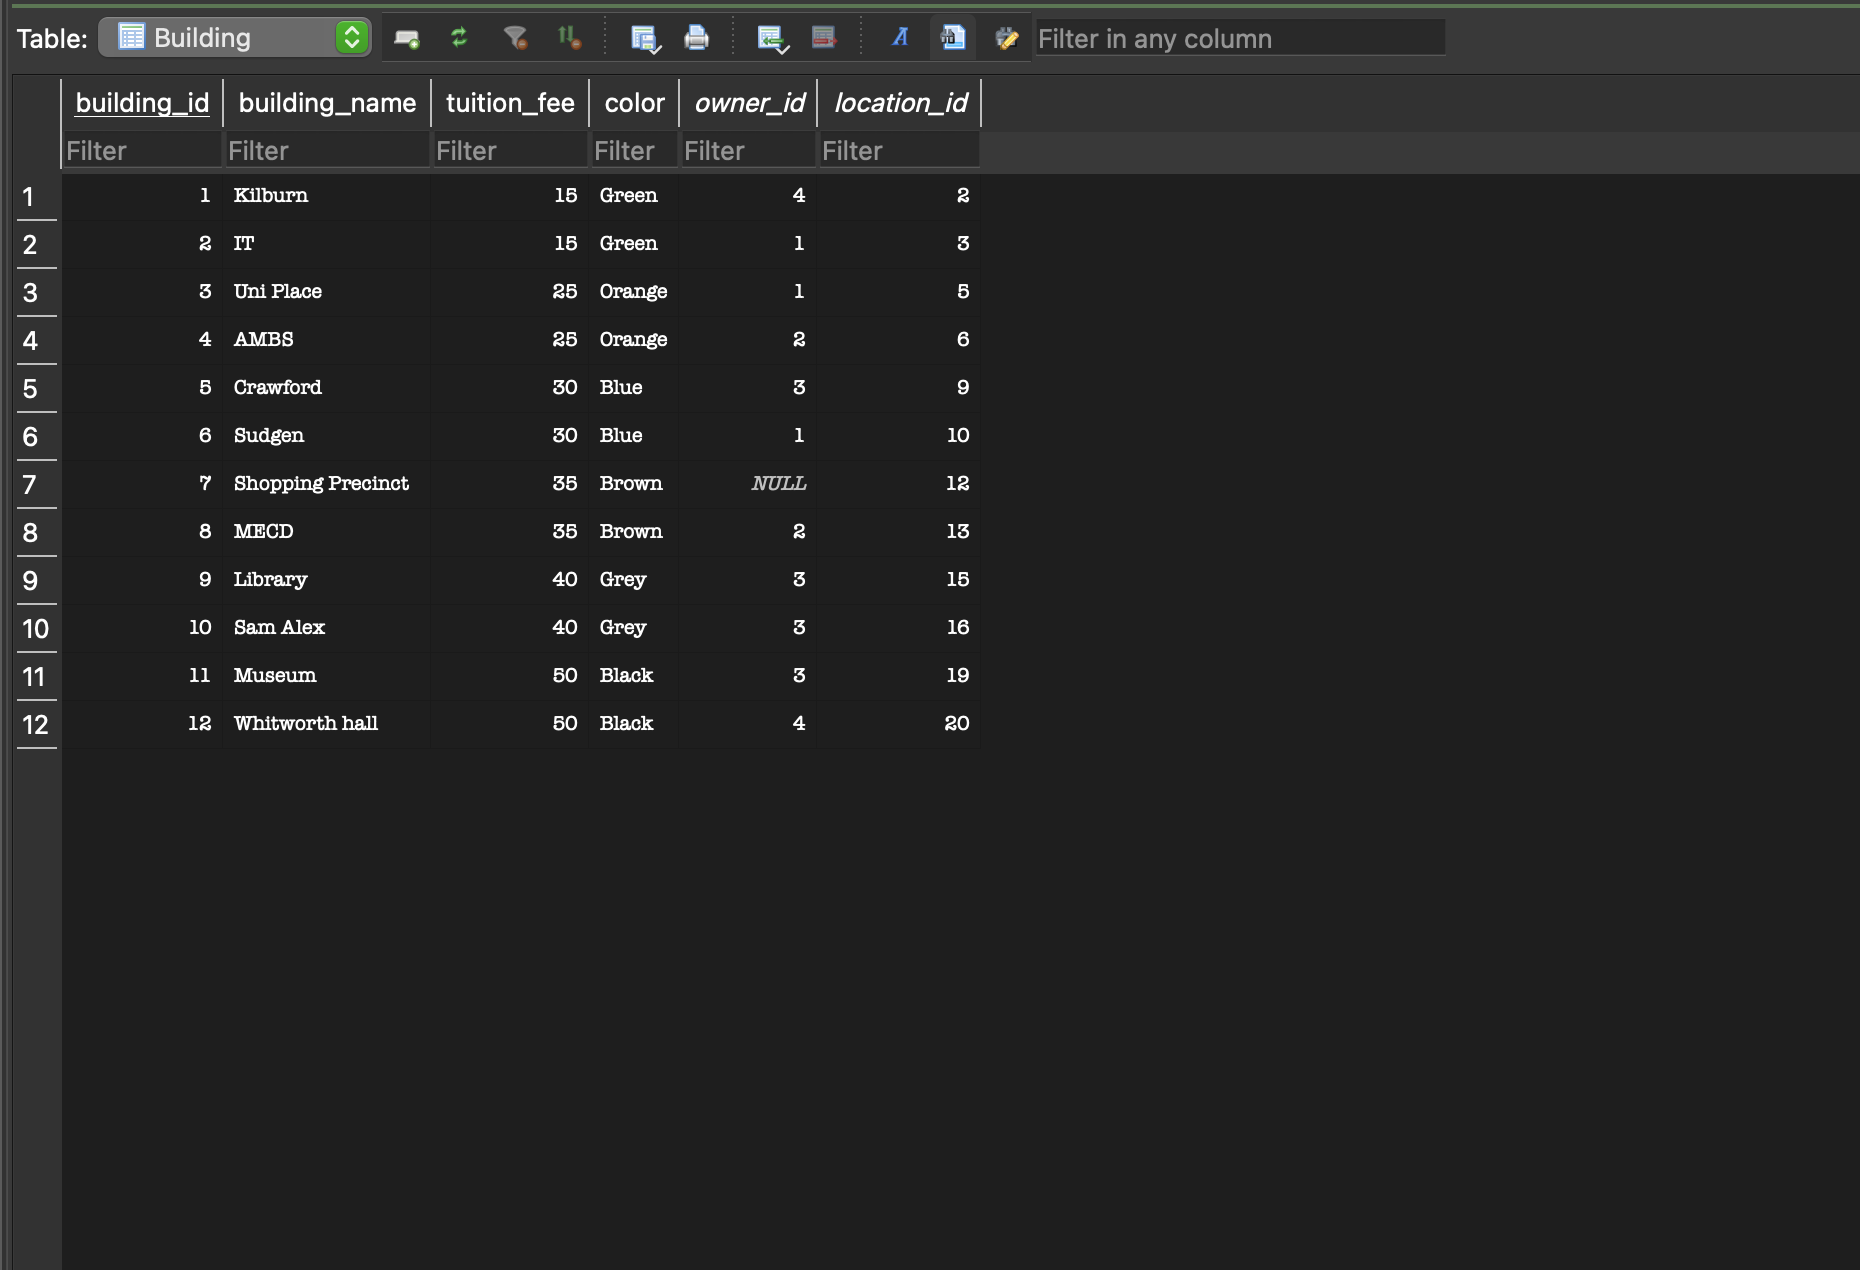 Table: Building Filter in any column
building_id building_name tuition_fee color owner_id location_id
Filter Filter Filter Filter Filter Filter
1 1 Kilburn 15 Green 4 2
2 2 IT 15 Green 1 3
3 3 Uni Place 25 Orange 1 5
4 4 AMBS 25 Orange 2 6
5 5 Crawford 30 Blue 3 9
6 6 Sudgen 30 Blue 1 10
7 7 Shopping Precinct 35 Brown NULL 12
8 8 MECD 35 Brown 2 13
9 9 Library 40 Grey 3 15
10 10 Sam Alex 40 Grey 3 16
11 11 Museum 50 Black 3 19
12 12 Whitworth hall 50 Black 4 20